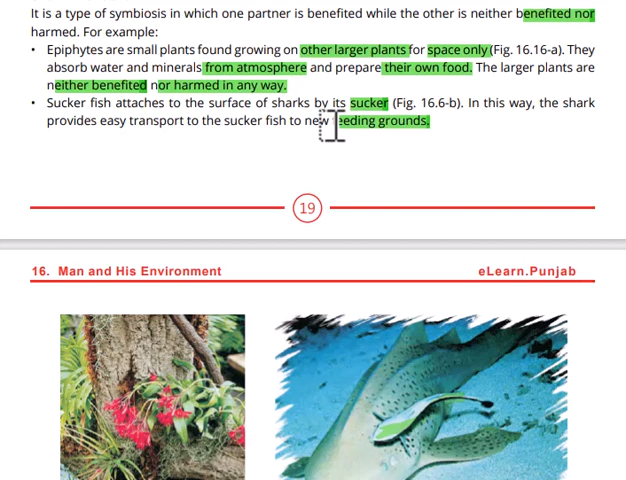 It is a type of symbiosis in which one partner is benefited while the other is neither benefited nor
harmed. For example:
• Epiphytes are small plants found growing on other larger plants for space only (Fig. 16.16-a). They
absorb water and minerals from atmosphere and prepare their own food. The larger plants are
neither benefited nor harmed in any way.
• Sucker fish attaches to the surface of sharks by its sucker (Fig. 16.6-b). In this way, the shark
provides easy transport to the sucker fish to new feeding grounds.
19
16. Man and His Environment
eLearn.Punjab